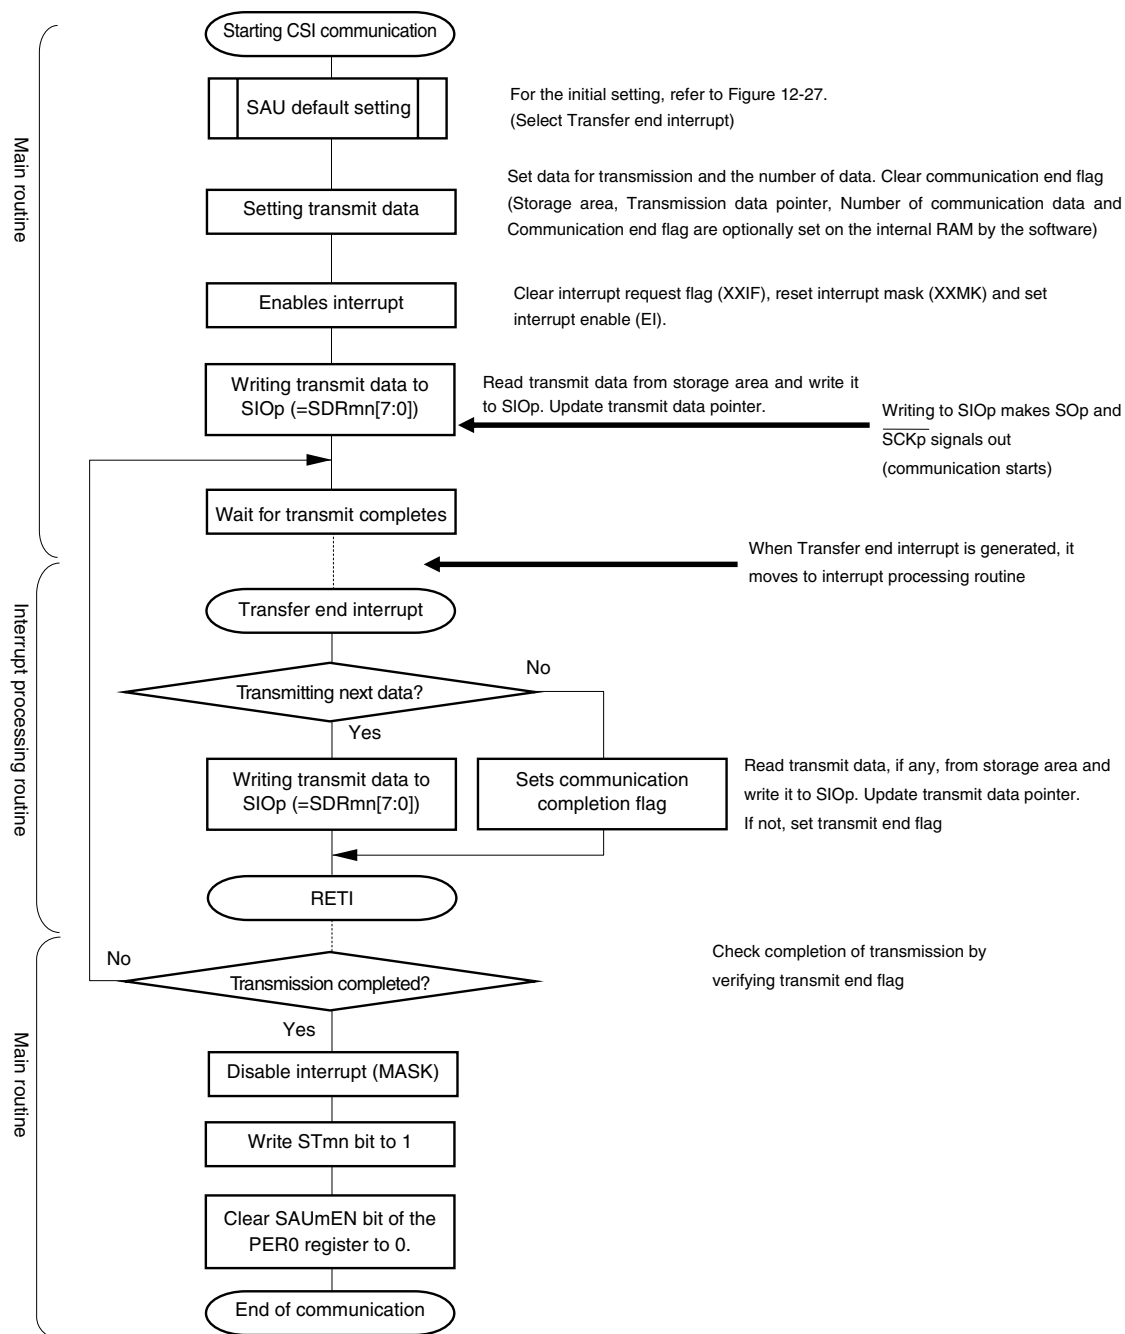 Starting CSI communication
Main routine
SAU default setting
For the initial setting, refer to Figure 12-27.
(Select Transfer end interrupt)
Setting transmit data
Set data for transmission and the number of data. Clear communication end flag
(Storage area, Transmission data pointer, Number of communication data and
Communication end flag are optionally set on the internal RAM by the software)
Enables interrupt
Clear interrupt request flag (XXIF), reset interrupt mask (XXMK) and set
interrupt enable (EI).
Writing transmit data to
SIOp (=SDRmn[7:0])
Read transmit data from storage area and write it
to SIOp. Update transmit data pointer.
Writing to SIOp makes SOp and
SCKp signals out
(communication starts)
Wait for transmit completes
When Transfer end interrupt is generated, it
moves to interrupt processing routine
Interrupt processing routine
Transfer end interrupt
Transmitting next data?
No
Yes
Writing transmit data to
SIOp (=SDRmn[7:0])
Sets communication
completion flag
Read transmit data, if any, from storage area and
write it to SIOp. Update transmit data pointer.
If not, set transmit end flag
RETI
Main routine
No
Transmission completed?
Check completion of transmission by
verifying transmit end flag
Yes
Disable interrupt (MASK)
Write STmn bit to 1
Clear SAUmEN bit of the
PER0 register to 0.
End of communication